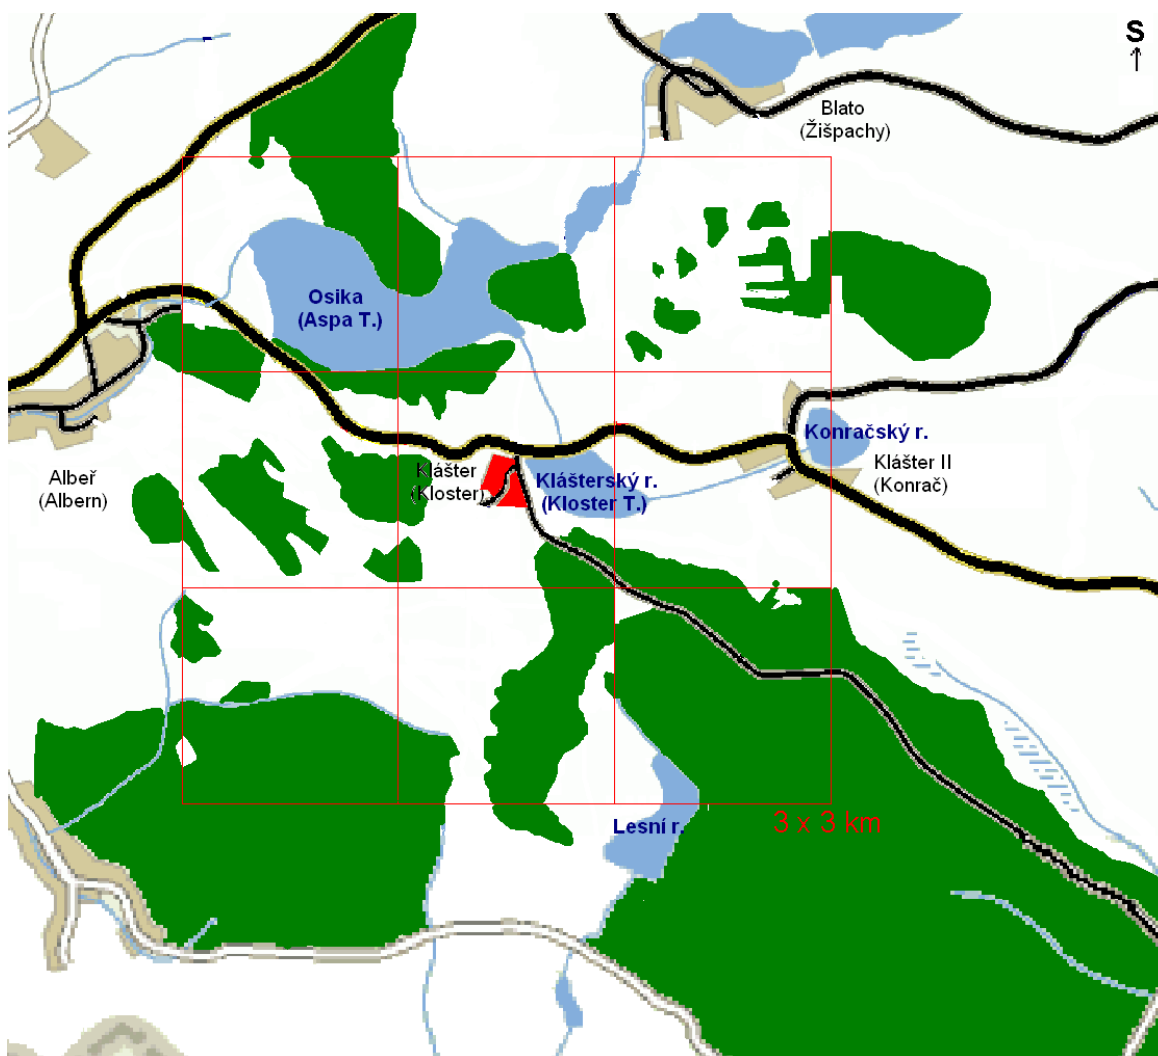 S
Blato
(Žišpachy)
Osika
(Aspa T.)
Konračský r.
Albeř
(Albern)
Klášter
(Kloster)
Klášterský r.
(Kloster T.)
Klášter II
(Konrač)
Lesní r.
3 x 3 km